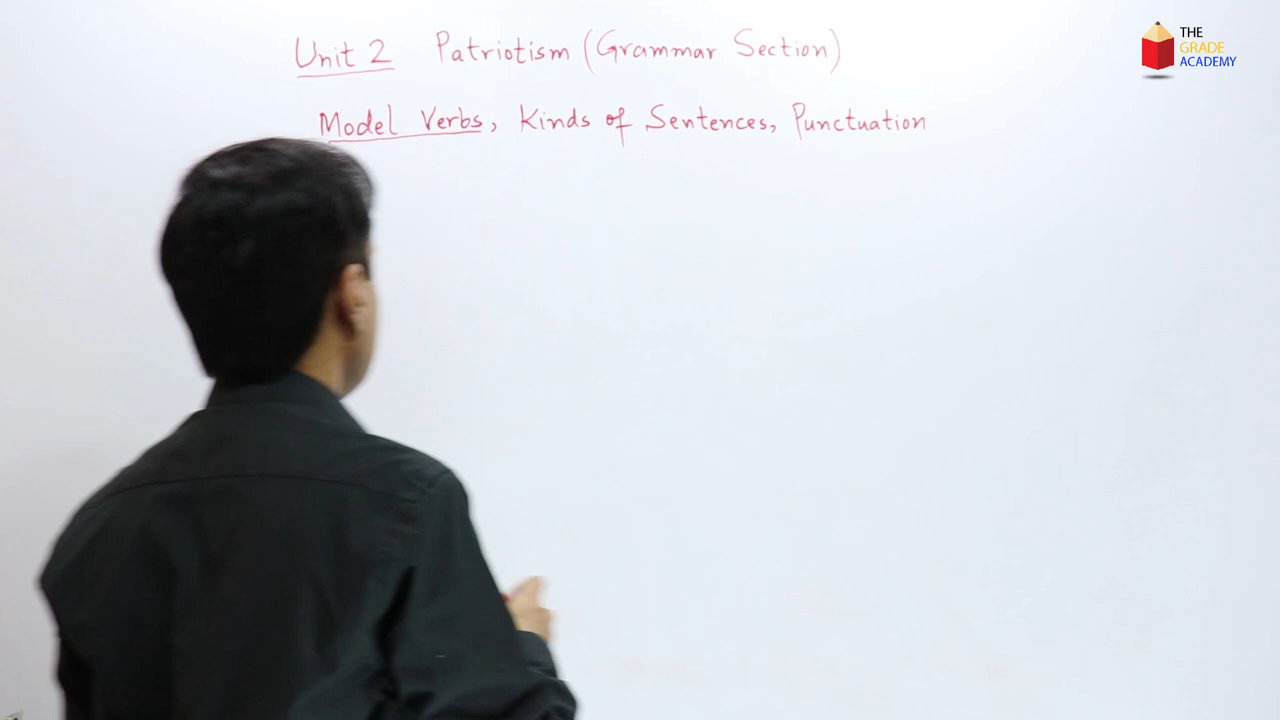 Unit 2 Patriotism (Grammar Section)
Model Verbs, Kinds of Sentences, Punctuation
THE
GRADE
ACADEMY